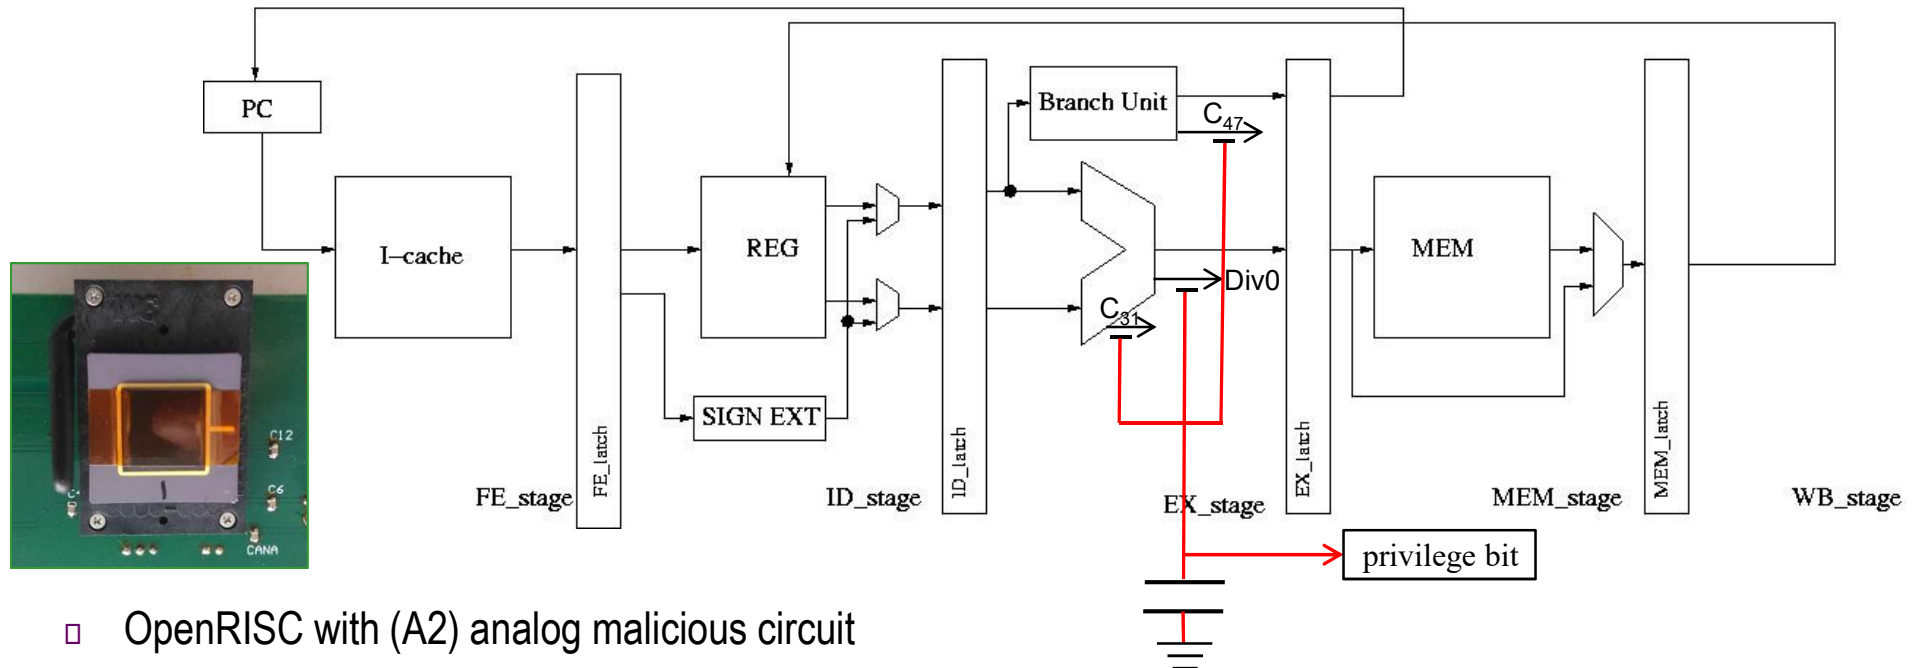 PC
I-cache
FE_latch
FE_stage
REG
SIGN EXT
ID_stage
ID_latch
Branch Unit
C47
Div0
C31
EX_stage
EX_latch
MEM
MEM_stage
MEM_latch
WB_stage
privilege bit
C12
C6
CANA
OpenRISC with (A2) analog malicious circuit